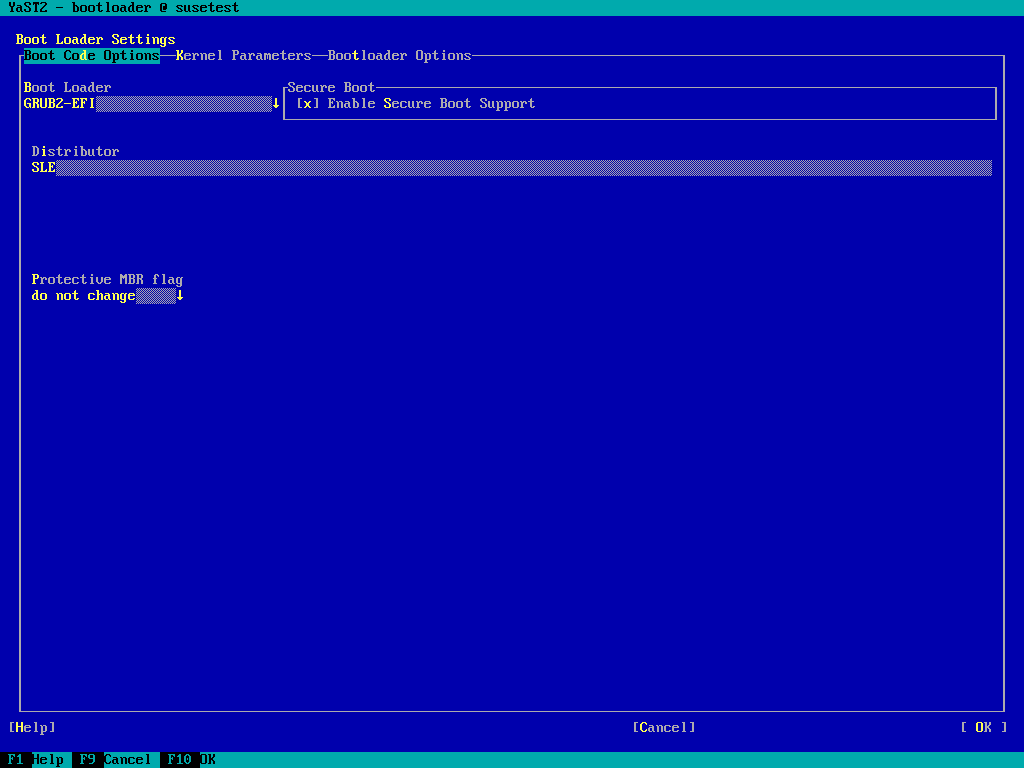 YaST2 - bootloader @ susetest
Boot Loader Settings
Boot Code Options Kernel Parameters Bootloader Options
Boot Loader
GRUB2-EFI ↓
Secure Boot
[x] Enable Secure Boot Support
Distributor
SLE
Protective MBR flag
do not change ↓
[Help] [Cancel] [ OK ]
F1 Help F9 Cancel F10 OK